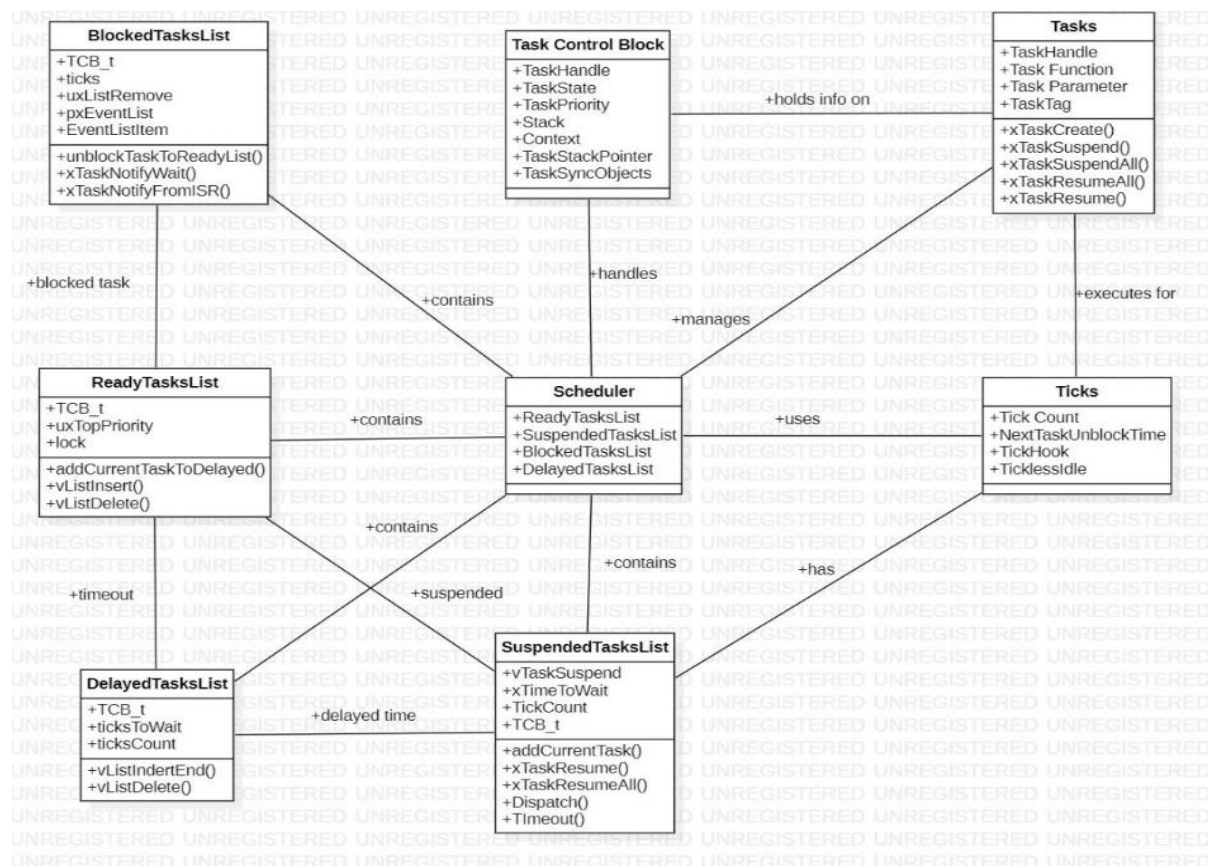 BlockedTasksList
+TCB_t
+ticks
+uxListRemove
+pxEventList
+EventListItem
+unblockTaskToReadyList()
+xTaskNotifyWait()
+xTaskNotifyFromISR()
Task Control Block
+TaskHandle
+TaskState
+TaskPriority
+Stack
+Context
+TaskStackPointer
+TaskSyncObjects
+holds info on
Tasks
+TaskHandle
+Task Function
+Task Parameter
+TaskTag
+xTaskCreate()
+xTaskSuspend()
+xTaskSuspendAll()
+xTaskResumeAll()
+xTaskResume()
+blocked task
+contains
+handles
+manages
+executes for
ReadyTasksList
+TCB_t
+uxTopPriority
+lock
+addCurrentTaskToDelayed()
+vListInsert()
+vListDelete()
+contains
Scheduler
+ReadyTasksList
+SuspendedTasksList
+BlockedTasksList
+DelayedTasksList
+uses
Ticks
+Tick Count
+NextTaskUnblockTime
+TickHook
+TicklessIdle
+contains
+contains
+has
+timeout
+suspended
DelayedTasksList
+TCB_t
+ticksToWait
+ticksCount
+vListIndertEnd()
+vListDelete()
+delayed time
SuspendedTasksList
+vTaskSuspend
+xTimeToWait
+TickCount
+TCB_t
+addCurrentTask()
+xTaskResume()
+xTaskResumeAll()
+Dispatch()
+TImeout()
UNREGISTERED